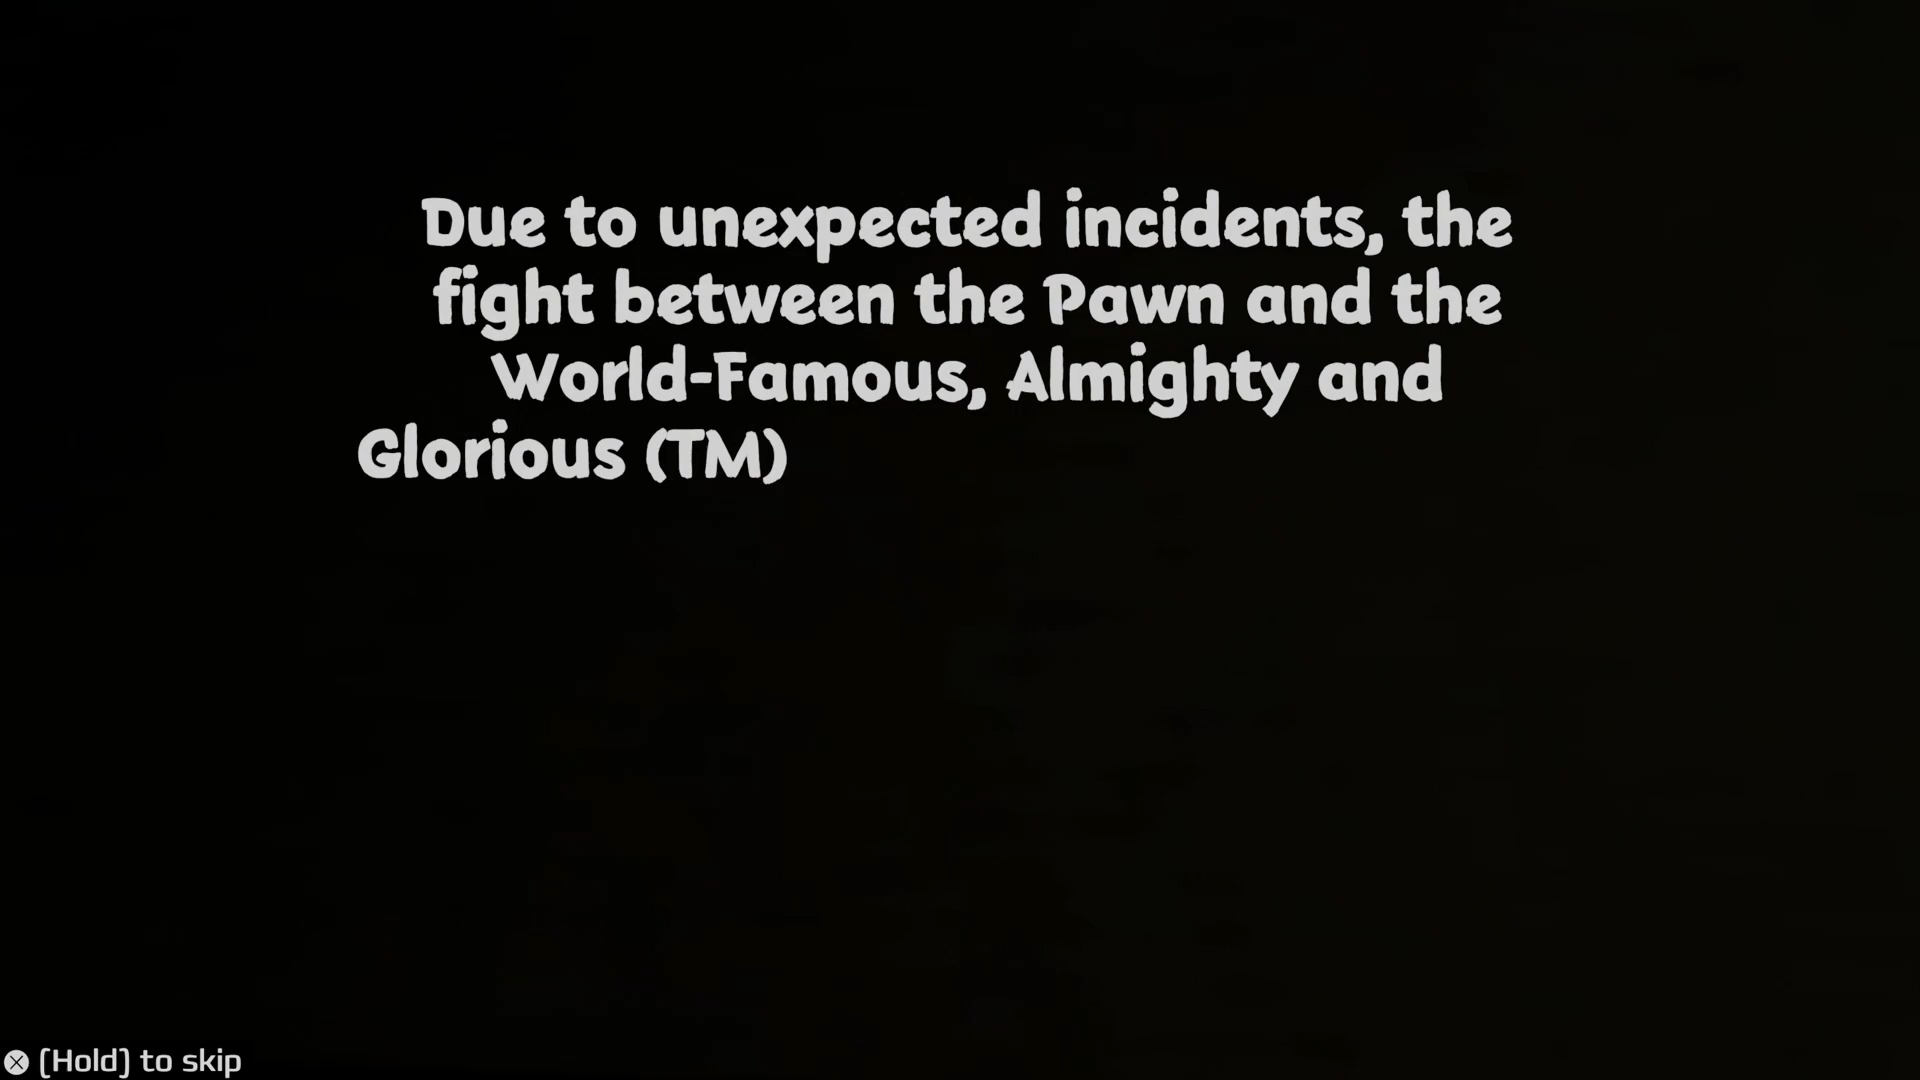 Due to unexpected incidents, the
fight between the Pawn and the
World-Famous, Almighty and
Glorious (TM)
[Hold] to skip